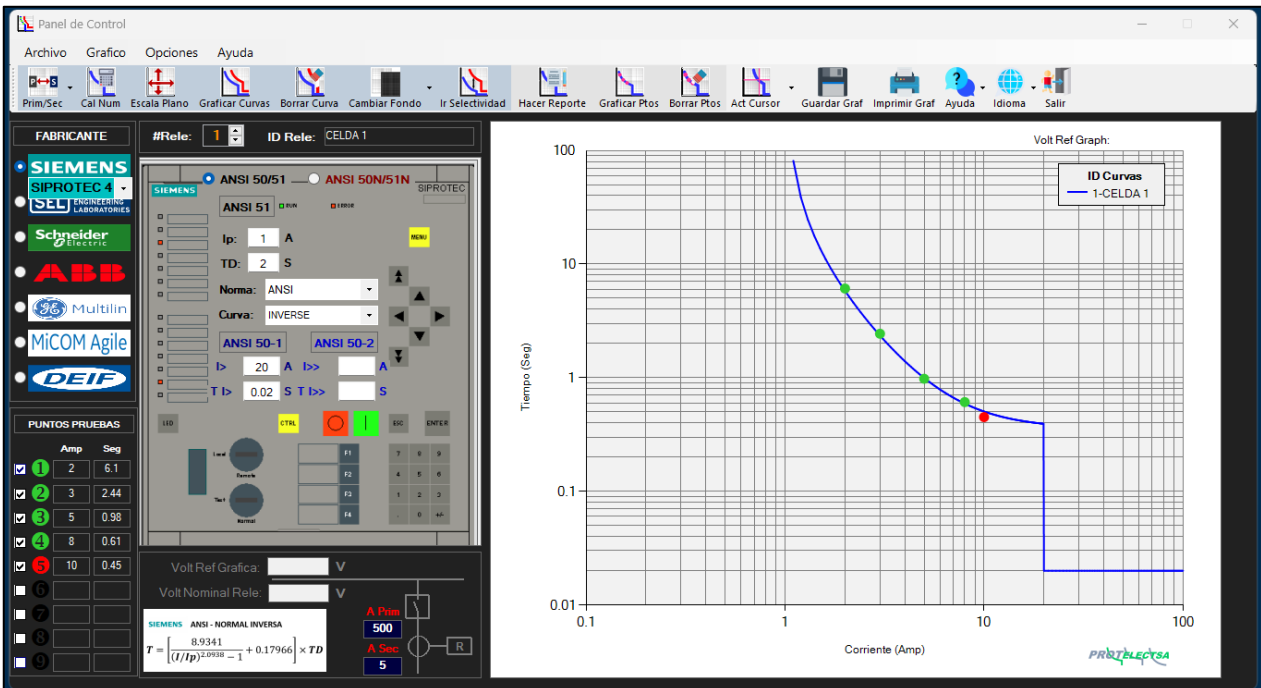 Panel de Control
Archivo Grafico Opciones Ayuda
P↔S
Prim/Sec Cal Num Escala Plano Graficar Curvas Borrar Curva Cambiar Fondo Ir Selectividad Hacer Reporte Graficar Ptos Borrar Ptos Act Cursor Guardar Graf Imprimir Graf Ayuda Idioma Salir
FABRICANTE
SIEMENS
SIPROTEC 4
SEL ENGINEERING LABORATORIES
Schneider
Electric
ABB
GE Multilin
MiCOM Agile
DEIF
#Rele: 1 ID Rele: CELDA 1
ANSI 50/51 ANSI 50N/51N
SIEMENS SIPROTEC
ANSI 51 RUN ERROR
Ip: 1 A MENU
TD: 2 S
Norma: ANSI
Curva: INVERSE
ANSI 50-1 ANSI 50-2
I> 20 A I>> A
T I> 0.02 S T I>> S
LED CTRL ESC ENTER
Local F1 7 8 9
Remote F2 4 5 6
Test F3 1 2 3
Normal F4 . 0 +/-
PUNTOS PRUEBAS
Amp Seg
1 2 6.1
2 3 2.44
3 5 0.98
4 8 0.61
5 10 0.45
6
7
8
9
Volt Ref Grafica: V
Volt Nominal Rele: V
SIEMENS ANSI - NORMAL INVERSA
T = [8.9341 / ((I/Ip)^2.0938 − 1) + 0.17966] × TD
A Prim
500
A Sec
5
R
Volt Ref Graph:
ID Curvas
1-CELDA 1
Tiempo (Seg)
100
10
1
0.1
0.01
0.1 1 10 100
Corriente (Amp)
PROTELECTSA